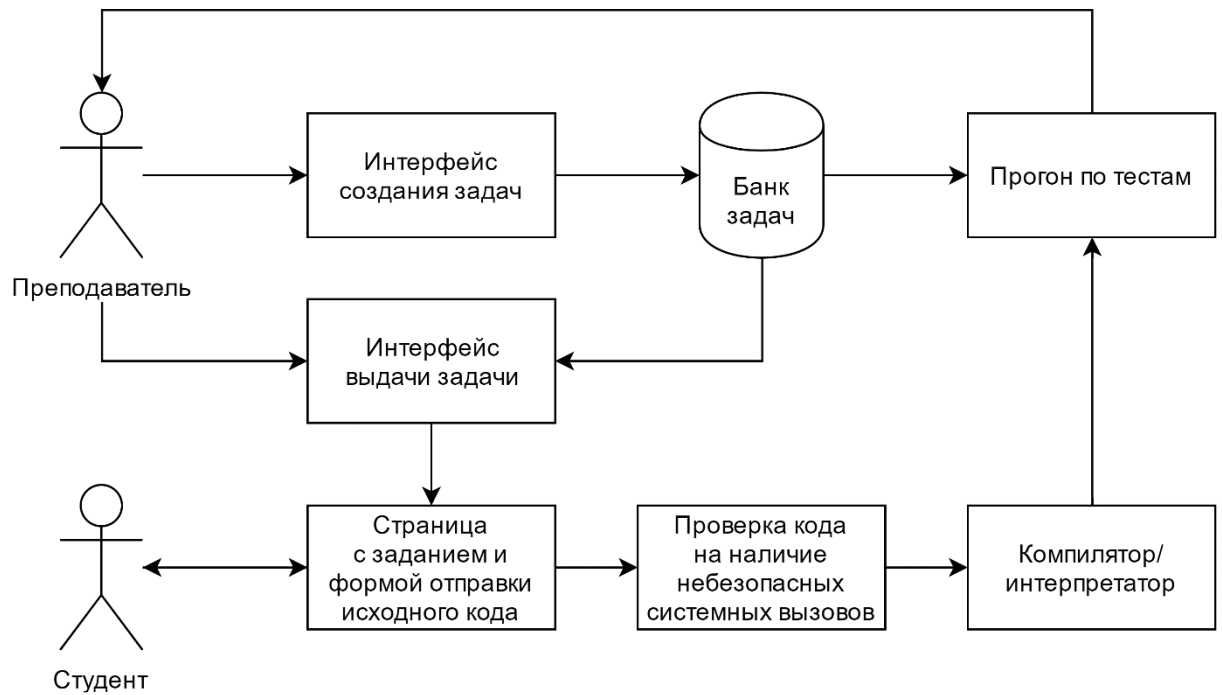 Интерфейс
создания задач
Банк
задач
Прогон по тестам
Преподаватель
Интерфейс
выдачи задачи
Страница
с заданием и
формой отправки
исходного кода
Проверка кода
на наличие
небезопасных
системных вызовов
Компилятор/
интерпретатор
Студент